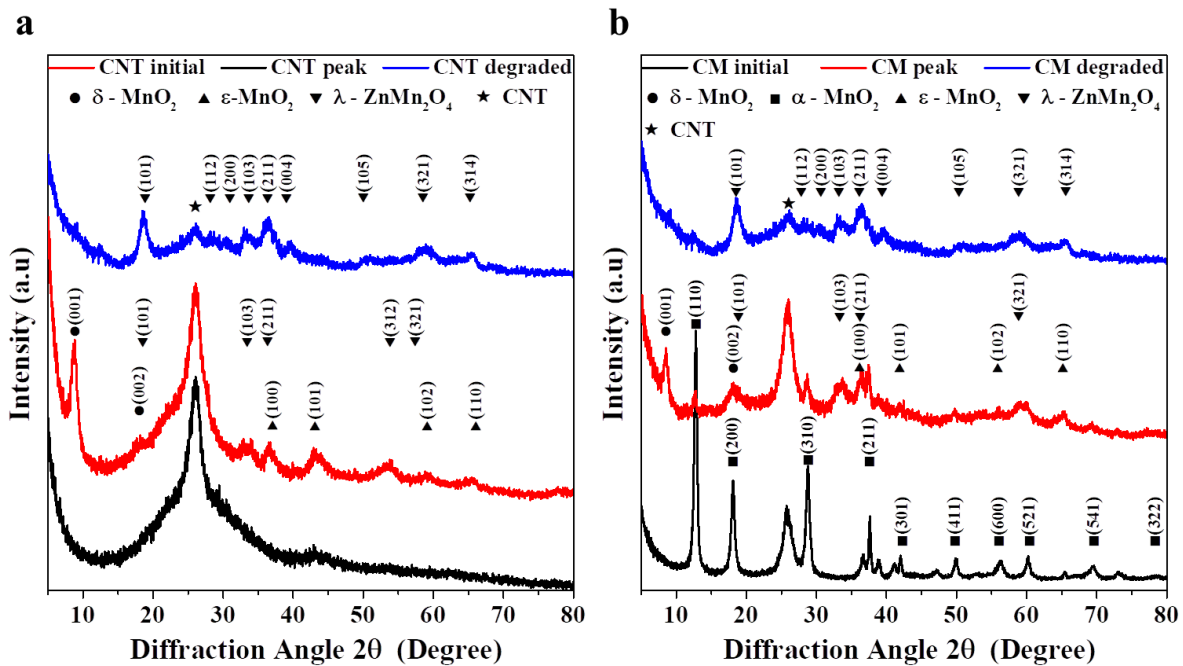 a
CNT initial CNT peak CNT degraded
δ - MnO₂ ε-MnO₂ λ - ZnMn₂O₄ CNT
(101) (112) (200) (103) (211) (004) (105) (321) (314)
(001) (002) (101) (103) (211) (312) (321)
(100) (101) (102) (110)
Intensity (a.u)
10 20 30 40 50 60 70 80
Diffraction Angle 2θ (Degree)
b
CM initial CM peak CM degraded
δ - MnO₂ α - MnO₂ ε - MnO₂ λ - ZnMn₂O₄
CNT
(101) (112) (200) (103) (211) (004) (105) (321) (314)
(001) (110) (002) (101) (103) (211) (321)
(100) (101) (102) (110)
(200) (310) (211)
(301) (411) (600) (521) (541) (322)
Intensity (a.u)
10 20 30 40 50 60 70 80
Diffraction Angle 2θ (Degree)